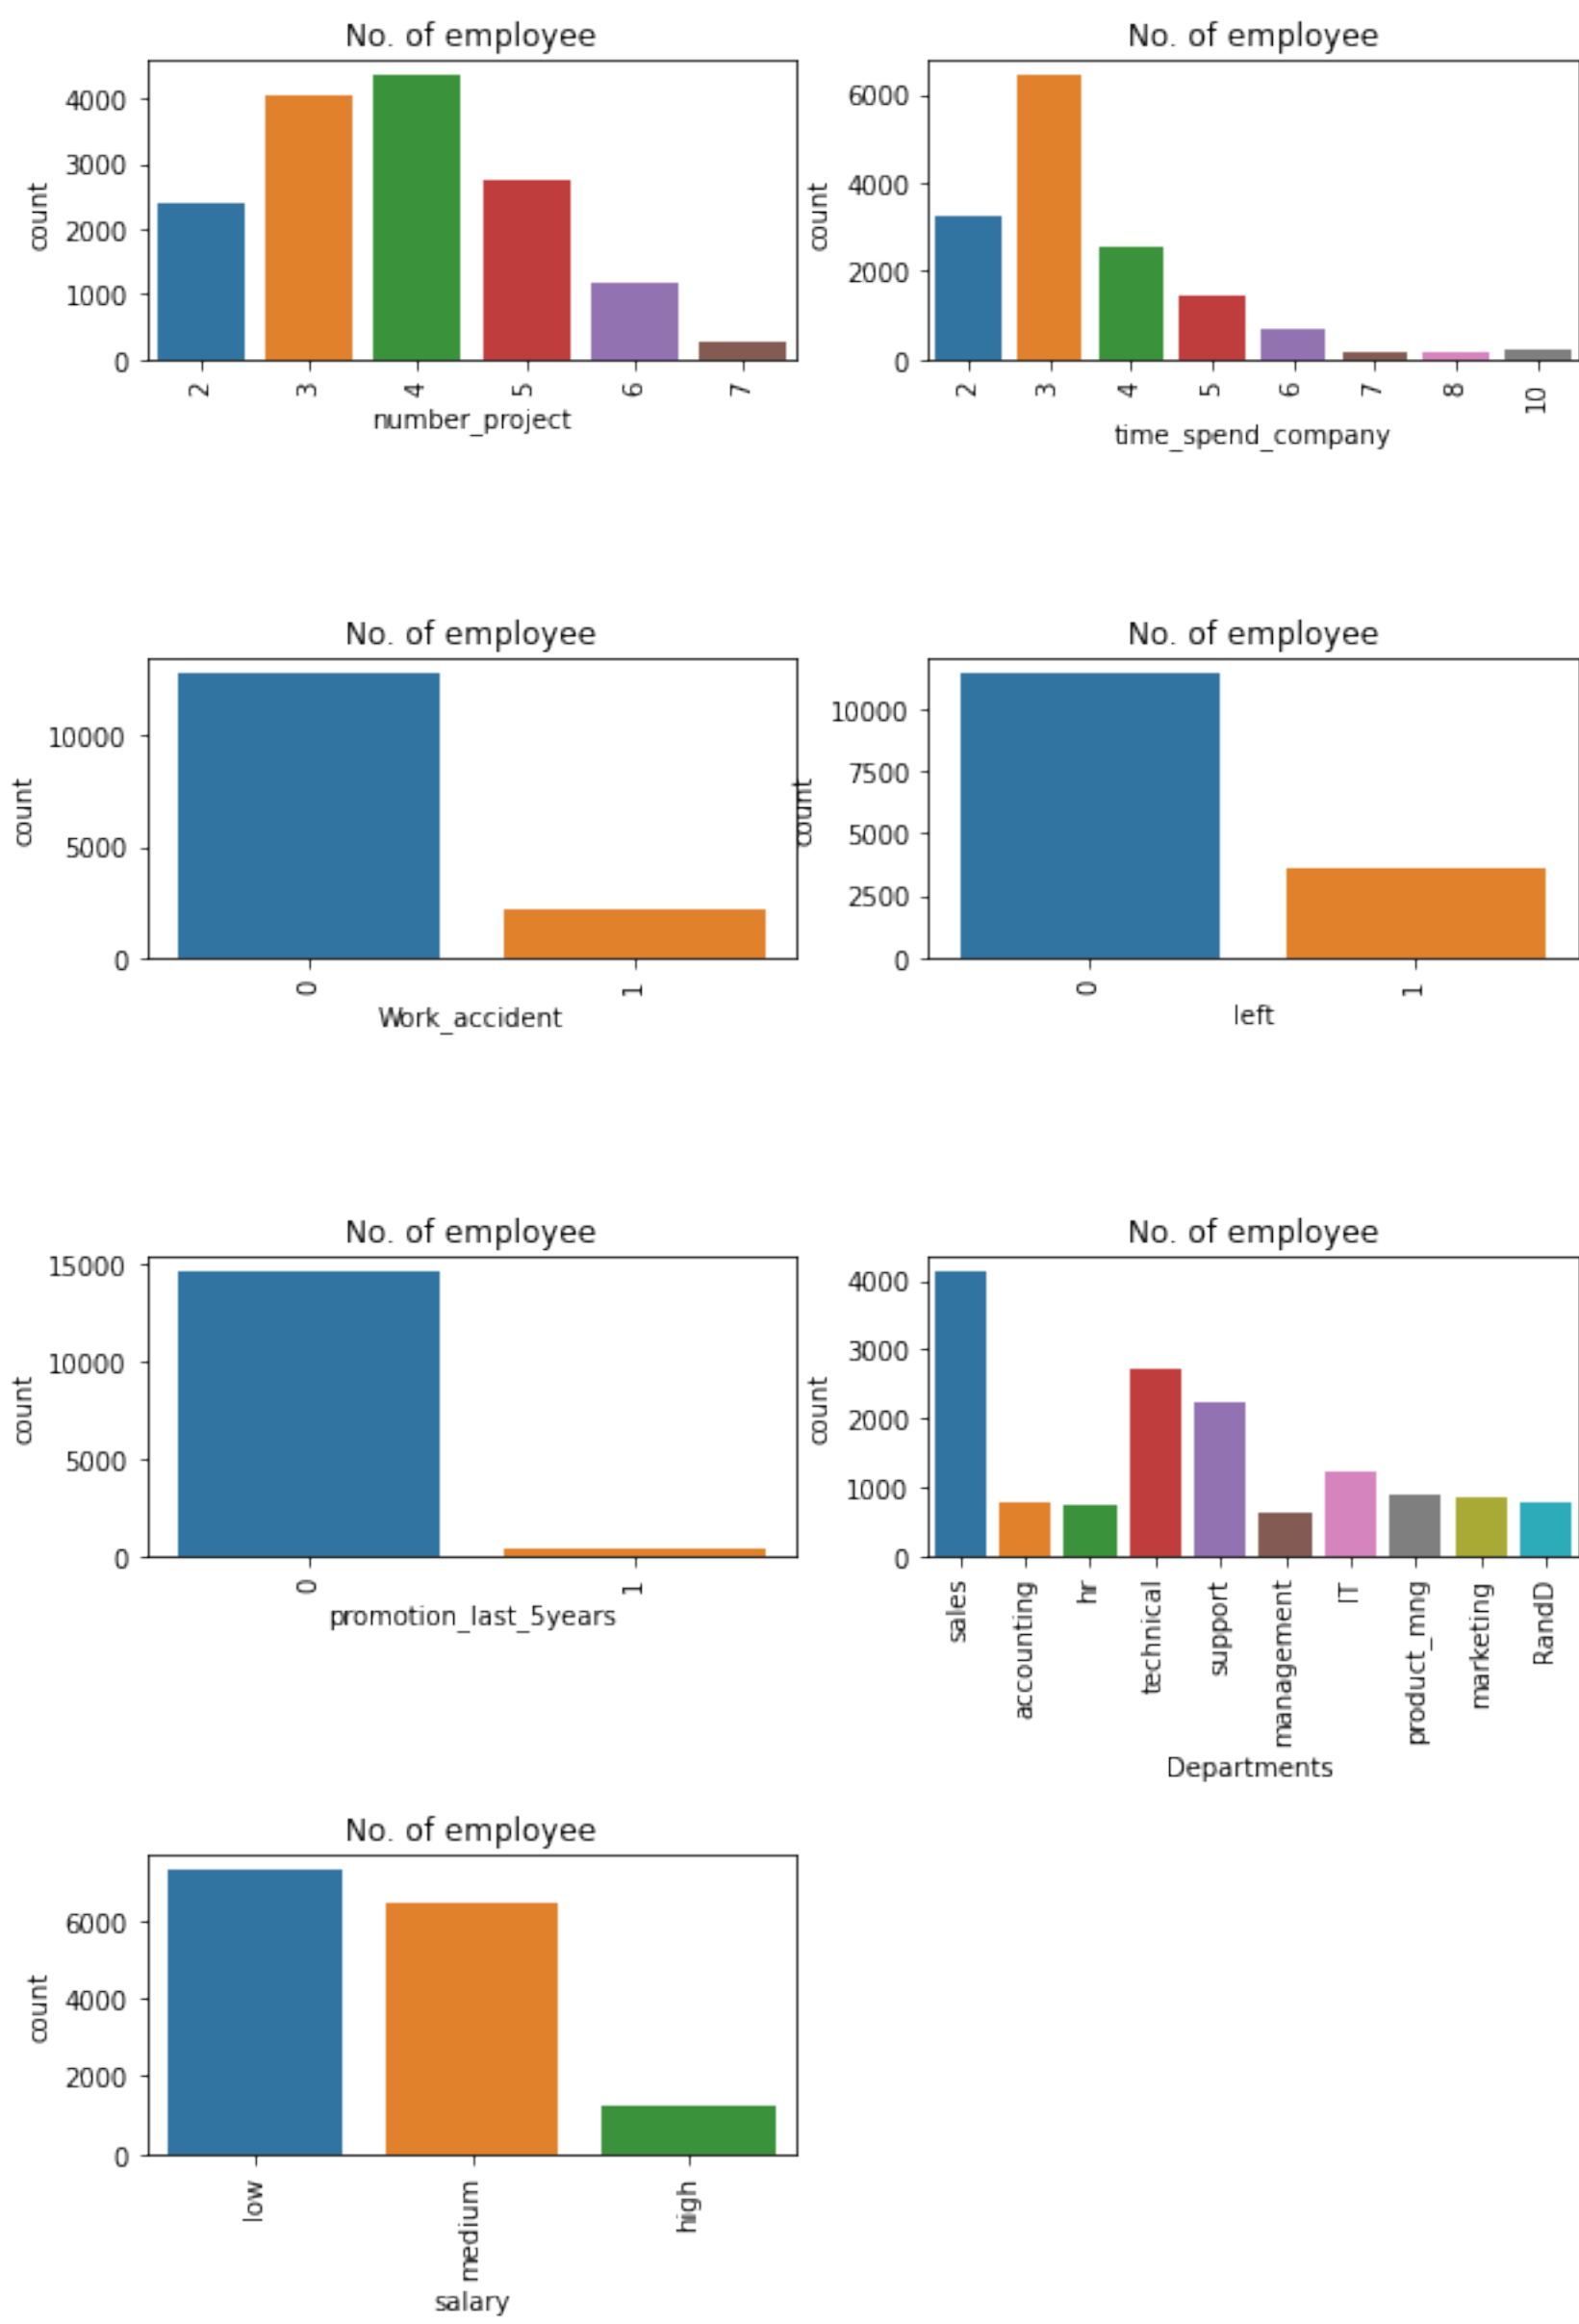 No. of employee
count
4000
3000
2000
1000
0
2
3
4
5
6
7
number_project
No. of employee
count
6000
4000
2000
0
2
3
4
5
6
7
8
10
time_spend_company
No. of employee
count
10000
5000
0
0
1
Work_accident
No. of employee
count
10000
7500
5000
2500
0
0
1
left
No. of employee
count
15000
10000
5000
0
0
1
promotion_last_5years
No. of employee
count
4000
3000
2000
1000
0
sales
accounting
hr
technical
support
management
IT
product_mng
marketing
RandD
Departments
No. of employee
count
6000
4000
2000
0
low
medium
high
salary